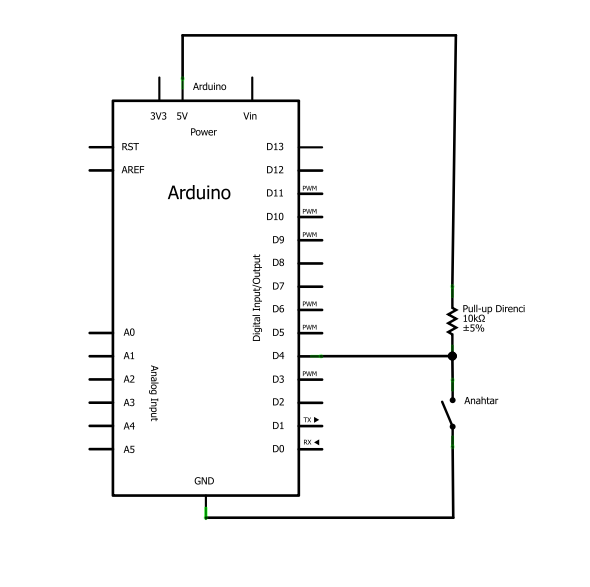 Arduino
3V3
5V
Vin
Power
RST
AREF
Arduino
D13
D12
D11
PWM
D10
PWM
D9
PWM
D8
D7
D6
PWM
D5
PWM
D4
D3
PWM
D2
D1
TX ▶
D0
RX ◀
Digital Input/Output
A0
A1
A2
A3
A4
A5
Analog Input
GND
Pull-up Direnci
10kΩ
±5%
Anahtar